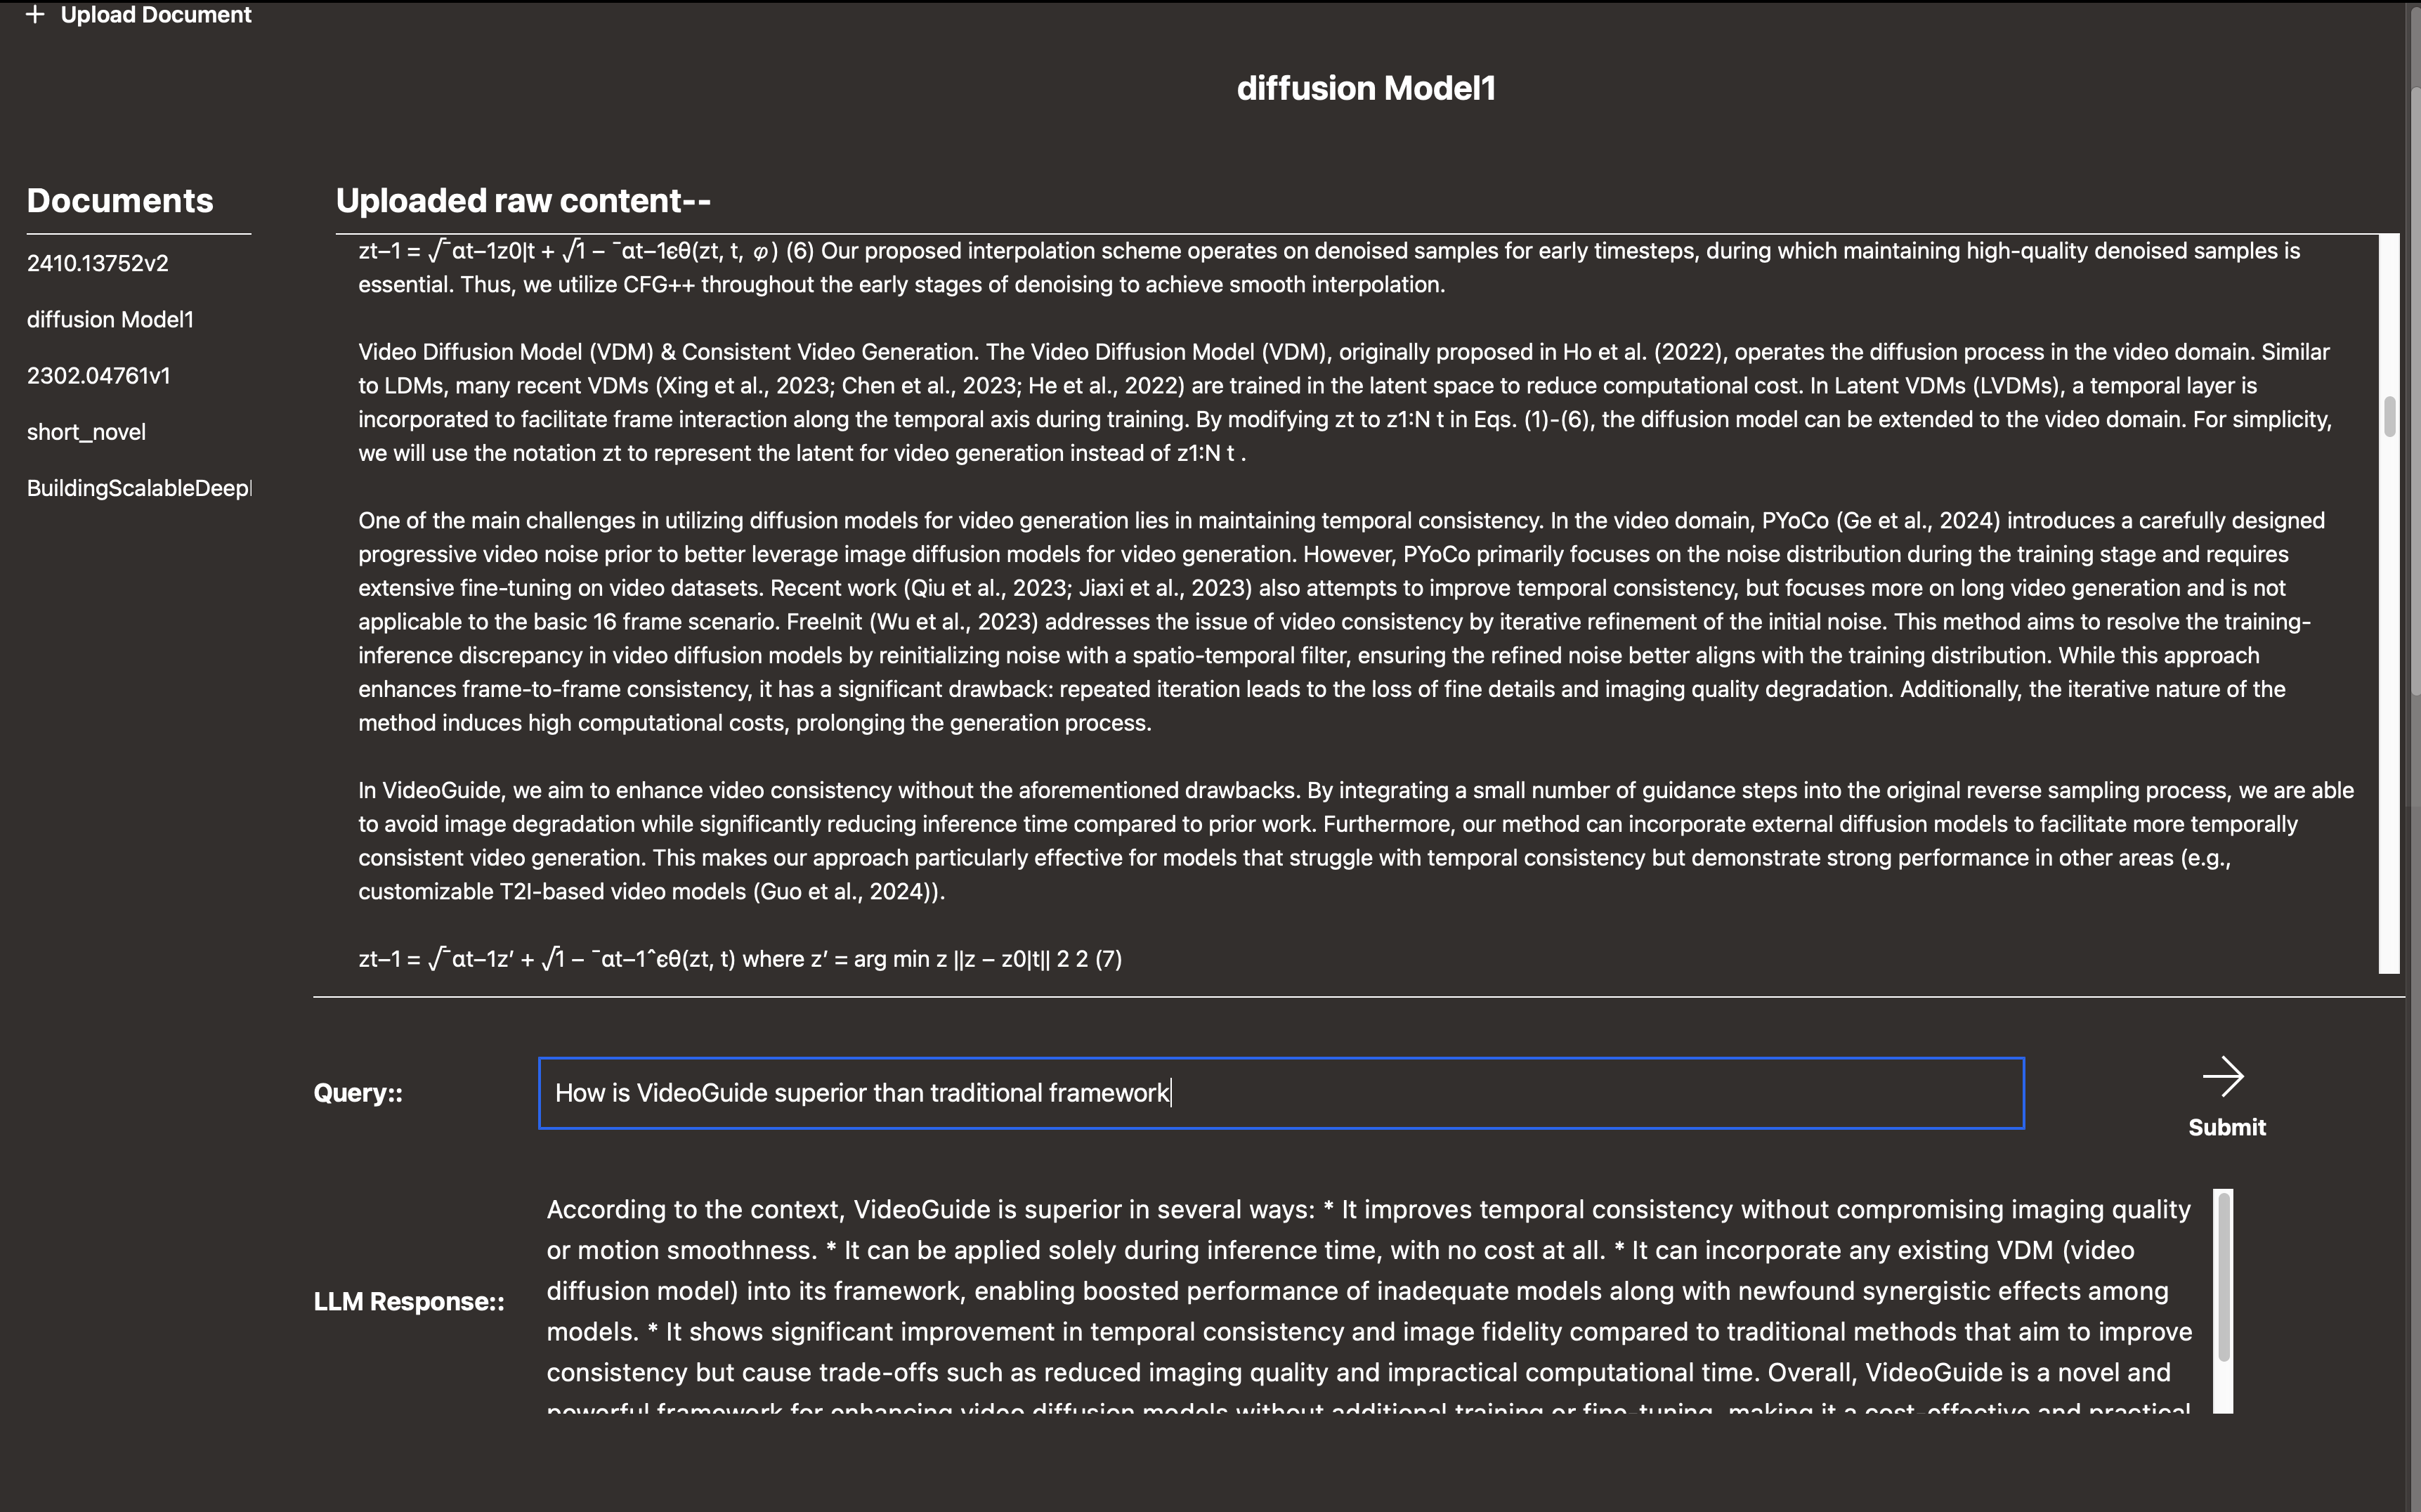 + Upload Document
diffusion Model1
Documents
2410.13752v2
diffusion Model1
2302.04761v1
short_novel
BuildingScalableDeep
Uploaded raw content--
zt−1 = √¯αt−1z0|t + √1 − ¯αt−1ϵθ(zt, t, ∅) (6) Our proposed interpolation scheme operates on denoised samples for early timesteps, during which maintaining high-quality denoised samples is
essential. Thus, we utilize CFG++ throughout the early stages of denoising to achieve smooth interpolation.
Video Diffusion Model (VDM) & Consistent Video Generation. The Video Diffusion Model (VDM), originally proposed in Ho et al. (2022), operates the diffusion process in the video domain. Similar
to LDMs, many recent VDMs (Xing et al., 2023; Chen et al., 2023; He et al., 2022) are trained in the latent space to reduce computational cost. In Latent VDMs (LVDMs), a temporal layer is
incorporated to facilitate frame interaction along the temporal axis during training. By modifying zt to z1:N t in Eqs. (1)-(6), the diffusion model can be extended to the video domain. For simplicity,
we will use the notation zt to represent the latent for video generation instead of z1:N t .
One of the main challenges in utilizing diffusion models for video generation lies in maintaining temporal consistency. In the video domain, PYoCo (Ge et al., 2024) introduces a carefully designed
progressive video noise prior to better leverage image diffusion models for video generation. However, PYoCo primarily focuses on the noise distribution during the training stage and requires
extensive fine-tuning on video datasets. Recent work (Qiu et al., 2023; Jiaxi et al., 2023) also attempts to improve temporal consistency, but focuses more on long video generation and is not
applicable to the basic 16 frame scenario. FreeInit (Wu et al., 2023) addresses the issue of video consistency by iterative refinement of the initial noise. This method aims to resolve the training-
inference discrepancy in video diffusion models by reinitializing noise with a spatio-temporal filter, ensuring the refined noise better aligns with the training distribution. While this approach
enhances frame-to-frame consistency, it has a significant drawback: repeated iteration leads to the loss of fine details and imaging quality degradation. Additionally, the iterative nature of the
method induces high computational costs, prolonging the generation process.
In VideoGuide, we aim to enhance video consistency without the aforementioned drawbacks. By integrating a small number of guidance steps into the original reverse sampling process, we are able
to avoid image degradation while significantly reducing inference time compared to prior work. Furthermore, our method can incorporate external diffusion models to facilitate more temporally
consistent video generation. This makes our approach particularly effective for models that struggle with temporal consistency but demonstrate strong performance in other areas (e.g.,
customizable T2I-based video models (Guo et al., 2024)).
zt−1 = √¯αt−1z′ + √1 − ¯αt−1ˆϵθ(zt, t) where z′ = arg min z ||z − z0|t|| 2 2 (7)
Query::
How is VideoGuide superior than traditional framework
Submit
LLM Response::
According to the context, VideoGuide is superior in several ways: * It improves temporal consistency without compromising imaging quality
or motion smoothness. * It can be applied solely during inference time, with no cost at all. * It can incorporate any existing VDM (video
diffusion model) into its framework, enabling boosted performance of inadequate models along with newfound synergistic effects among
models. * It shows significant improvement in temporal consistency and image fidelity compared to traditional methods that aim to improve
consistency but cause trade-offs such as reduced imaging quality and impractical computational time. Overall, VideoGuide is a novel and
powerful framework for enhancing video diffusion models without additional training or fine-tuning, making it a cost-effective and practical